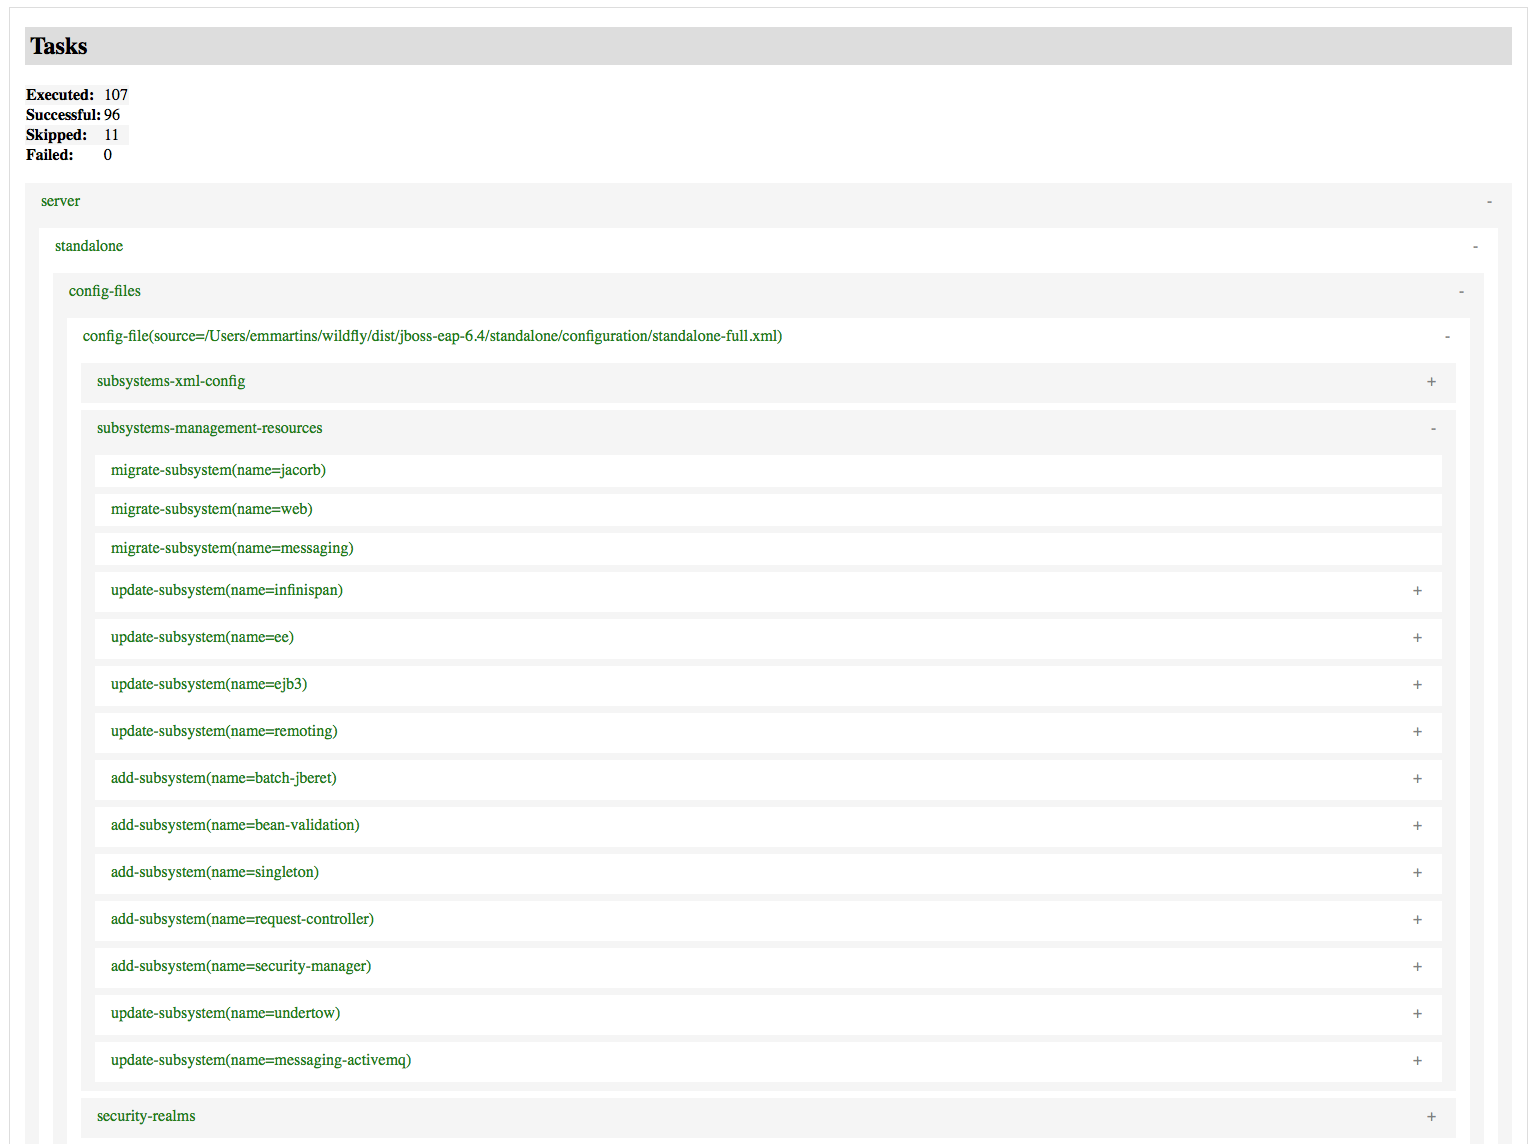 Tasks
Executed: 107
Successful: 96
Skipped: 11
Failed: 0
server -
standalone -
config-files -
config-file(source=/Users/emmartins/wildfly/dist/jboss-eap-6.4/standalone/configuration/standalone-full.xml) -
subsystems-xml-config +
subsystems-management-resources -
migrate-subsystem(name=jacorb)
migrate-subsystem(name=web)
migrate-subsystem(name=messaging)
update-subsystem(name=infinispan) +
update-subsystem(name=ee) +
update-subsystem(name=ejb3) +
update-subsystem(name=remoting) +
add-subsystem(name=batch-jberet) +
add-subsystem(name=bean-validation) +
add-subsystem(name=singleton) +
add-subsystem(name=request-controller) +
add-subsystem(name=security-manager) +
update-subsystem(name=undertow) +
update-subsystem(name=messaging-activemq) +
security-realms +